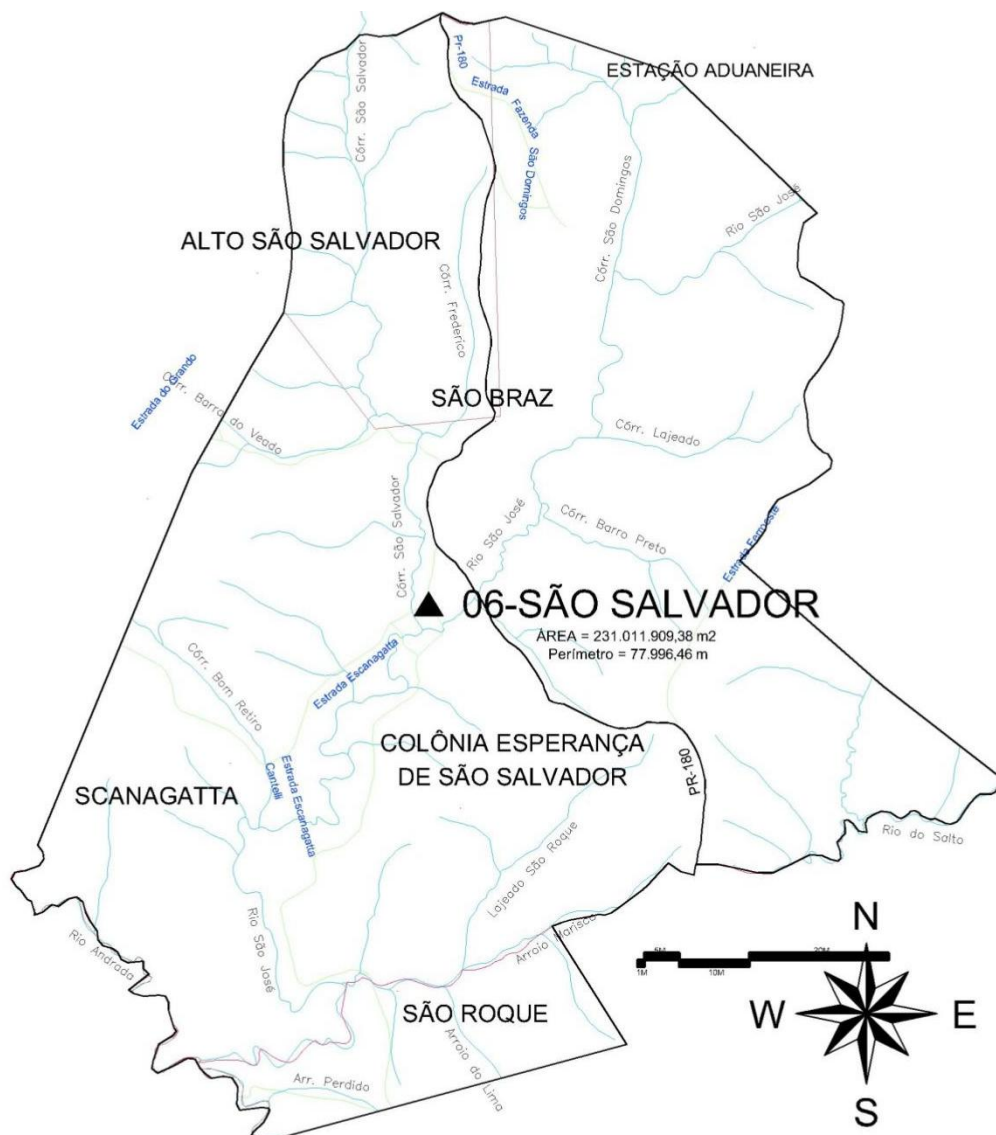 Pr-180
ESTAÇÃO ADUANEIRA
Córr. São Salvador
Estrada Fazenda São Domingos
Córr. São Domingos
Rio São José
ALTO SÃO SALVADOR
Córr. Frederico
Estrada do Grando
Córr. Barra do Veado
SÃO BRAZ
Córr. Lajeado
Córr. São Salvador
Rio São José
Córr. Barro Preto
06-SÃO SALVADOR
ÁREA = 231.011.909,38 m2
Perímetro = 77.996,46 m
Estrada Escanagatta
Córr. Bom Retiro
COLÔNIA ESPERANÇA
DE SÃO SALVADOR
PR-180
Cantelli
Estrada Escanagatta
SCANAGATTA
Rio do Salto
Lajeado São Roque
Rio São José
Rio Andrada
Arroio Marisco
N
5M
20M
1M
10M
W
E
S
SÃO ROQUE
Arroio do Lima
Arr. Perdido